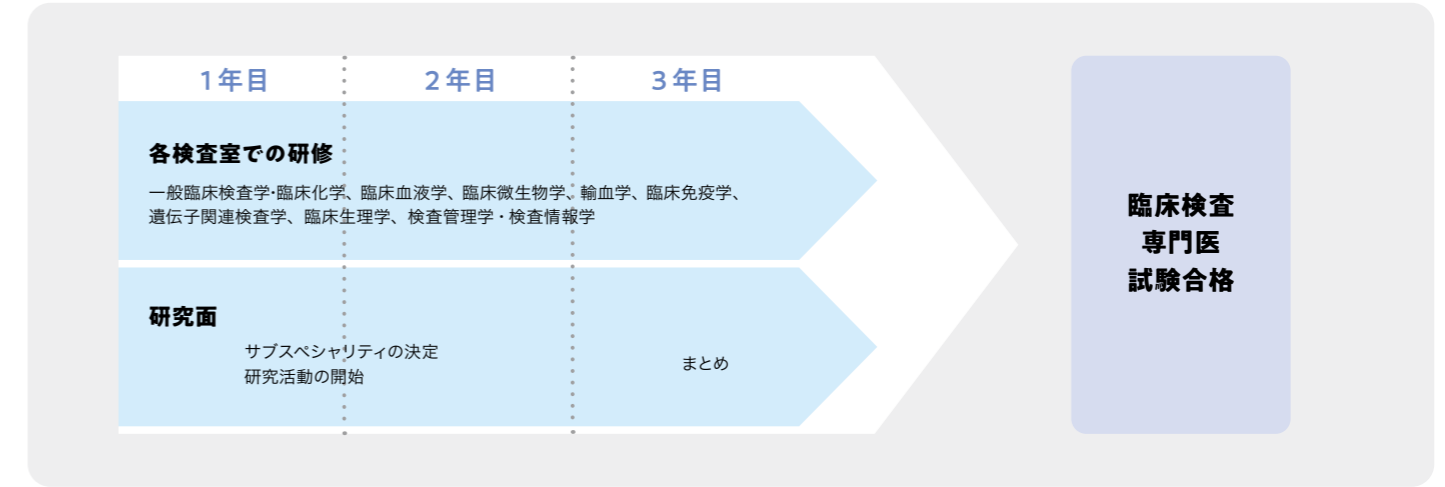 1年目
2年目
3年目
各検査室での研修
一般臨床検査学・臨床化学、臨床血液学、臨床微生物学、輸血学、臨床免疫学、
遺伝子関連検査学、臨床生理学、検査管理学・検査情報学
研究面
サブスペシャリティの決定
研究活動の開始
まとめ
臨床検査
専門医
試験合格